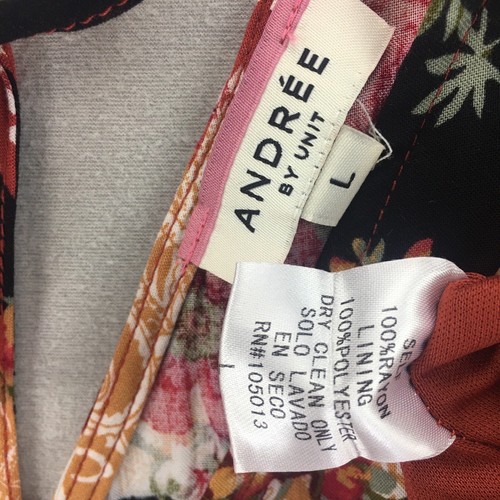 ANDRÉE
BY UNIT
L
SELF
100%RAYON
LINING
100%POLYESTER
DRY CLEAN ONLY
SOLO LAVADO
EN SECO
RN#105013